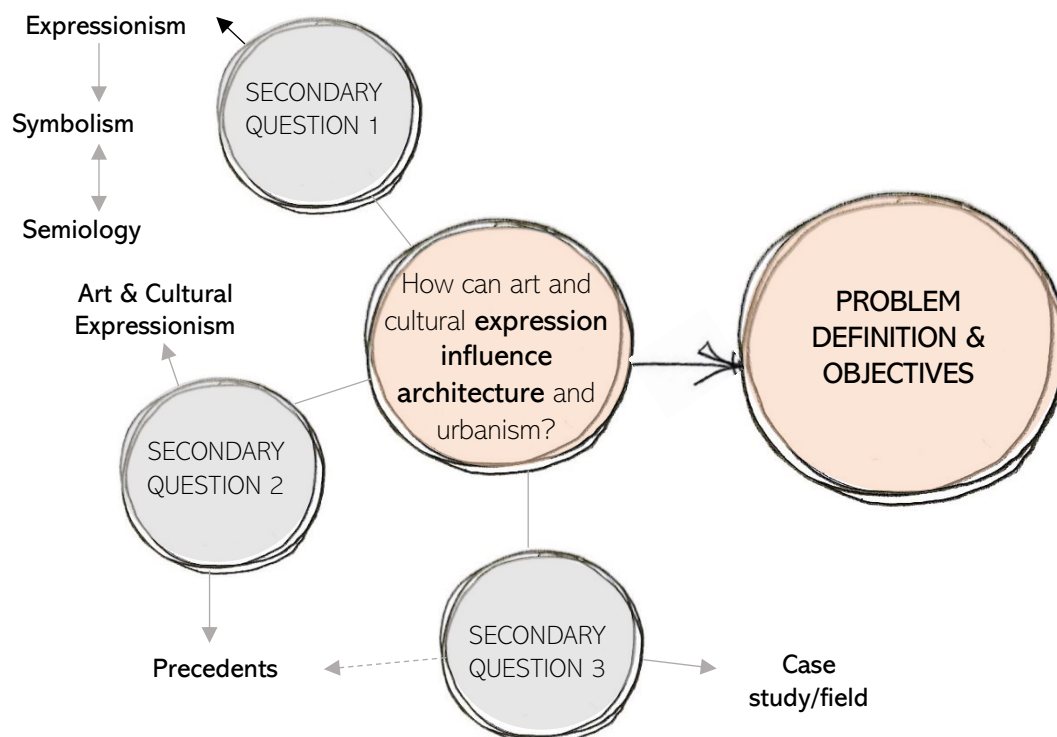 Expressionism
Symbolism
Semiology
SECONDARY
QUESTION 1
Art & Cultural
Expressionism
How can art and
cultural expression
influence
architecture and
urbanism?
PROBLEM
DEFINITION &
OBJECTIVES
SECONDARY
QUESTION 2
Precedents
SECONDARY
QUESTION 3
Case
study/field